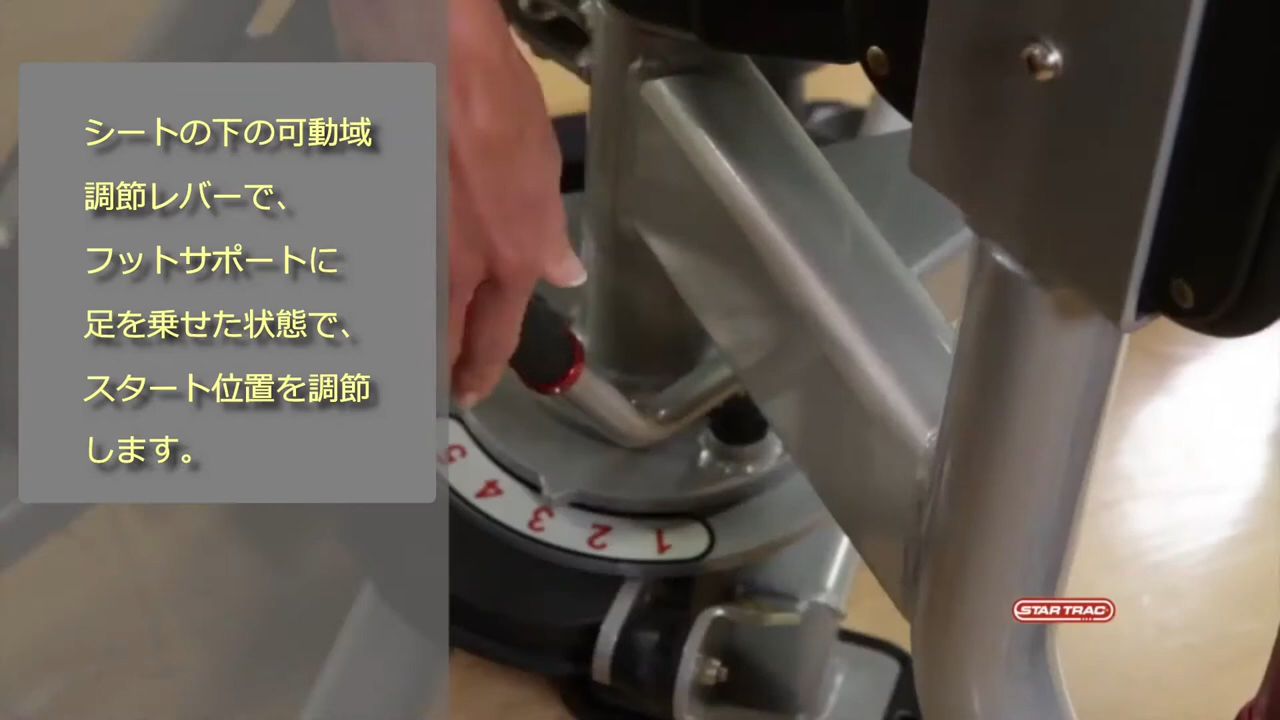 シートの下の可動域
調節レバーで、
フットサポートに
足を乗せた状態で、
スタート位置を調節
します。
5
4
3
2
1
STAR TRAC